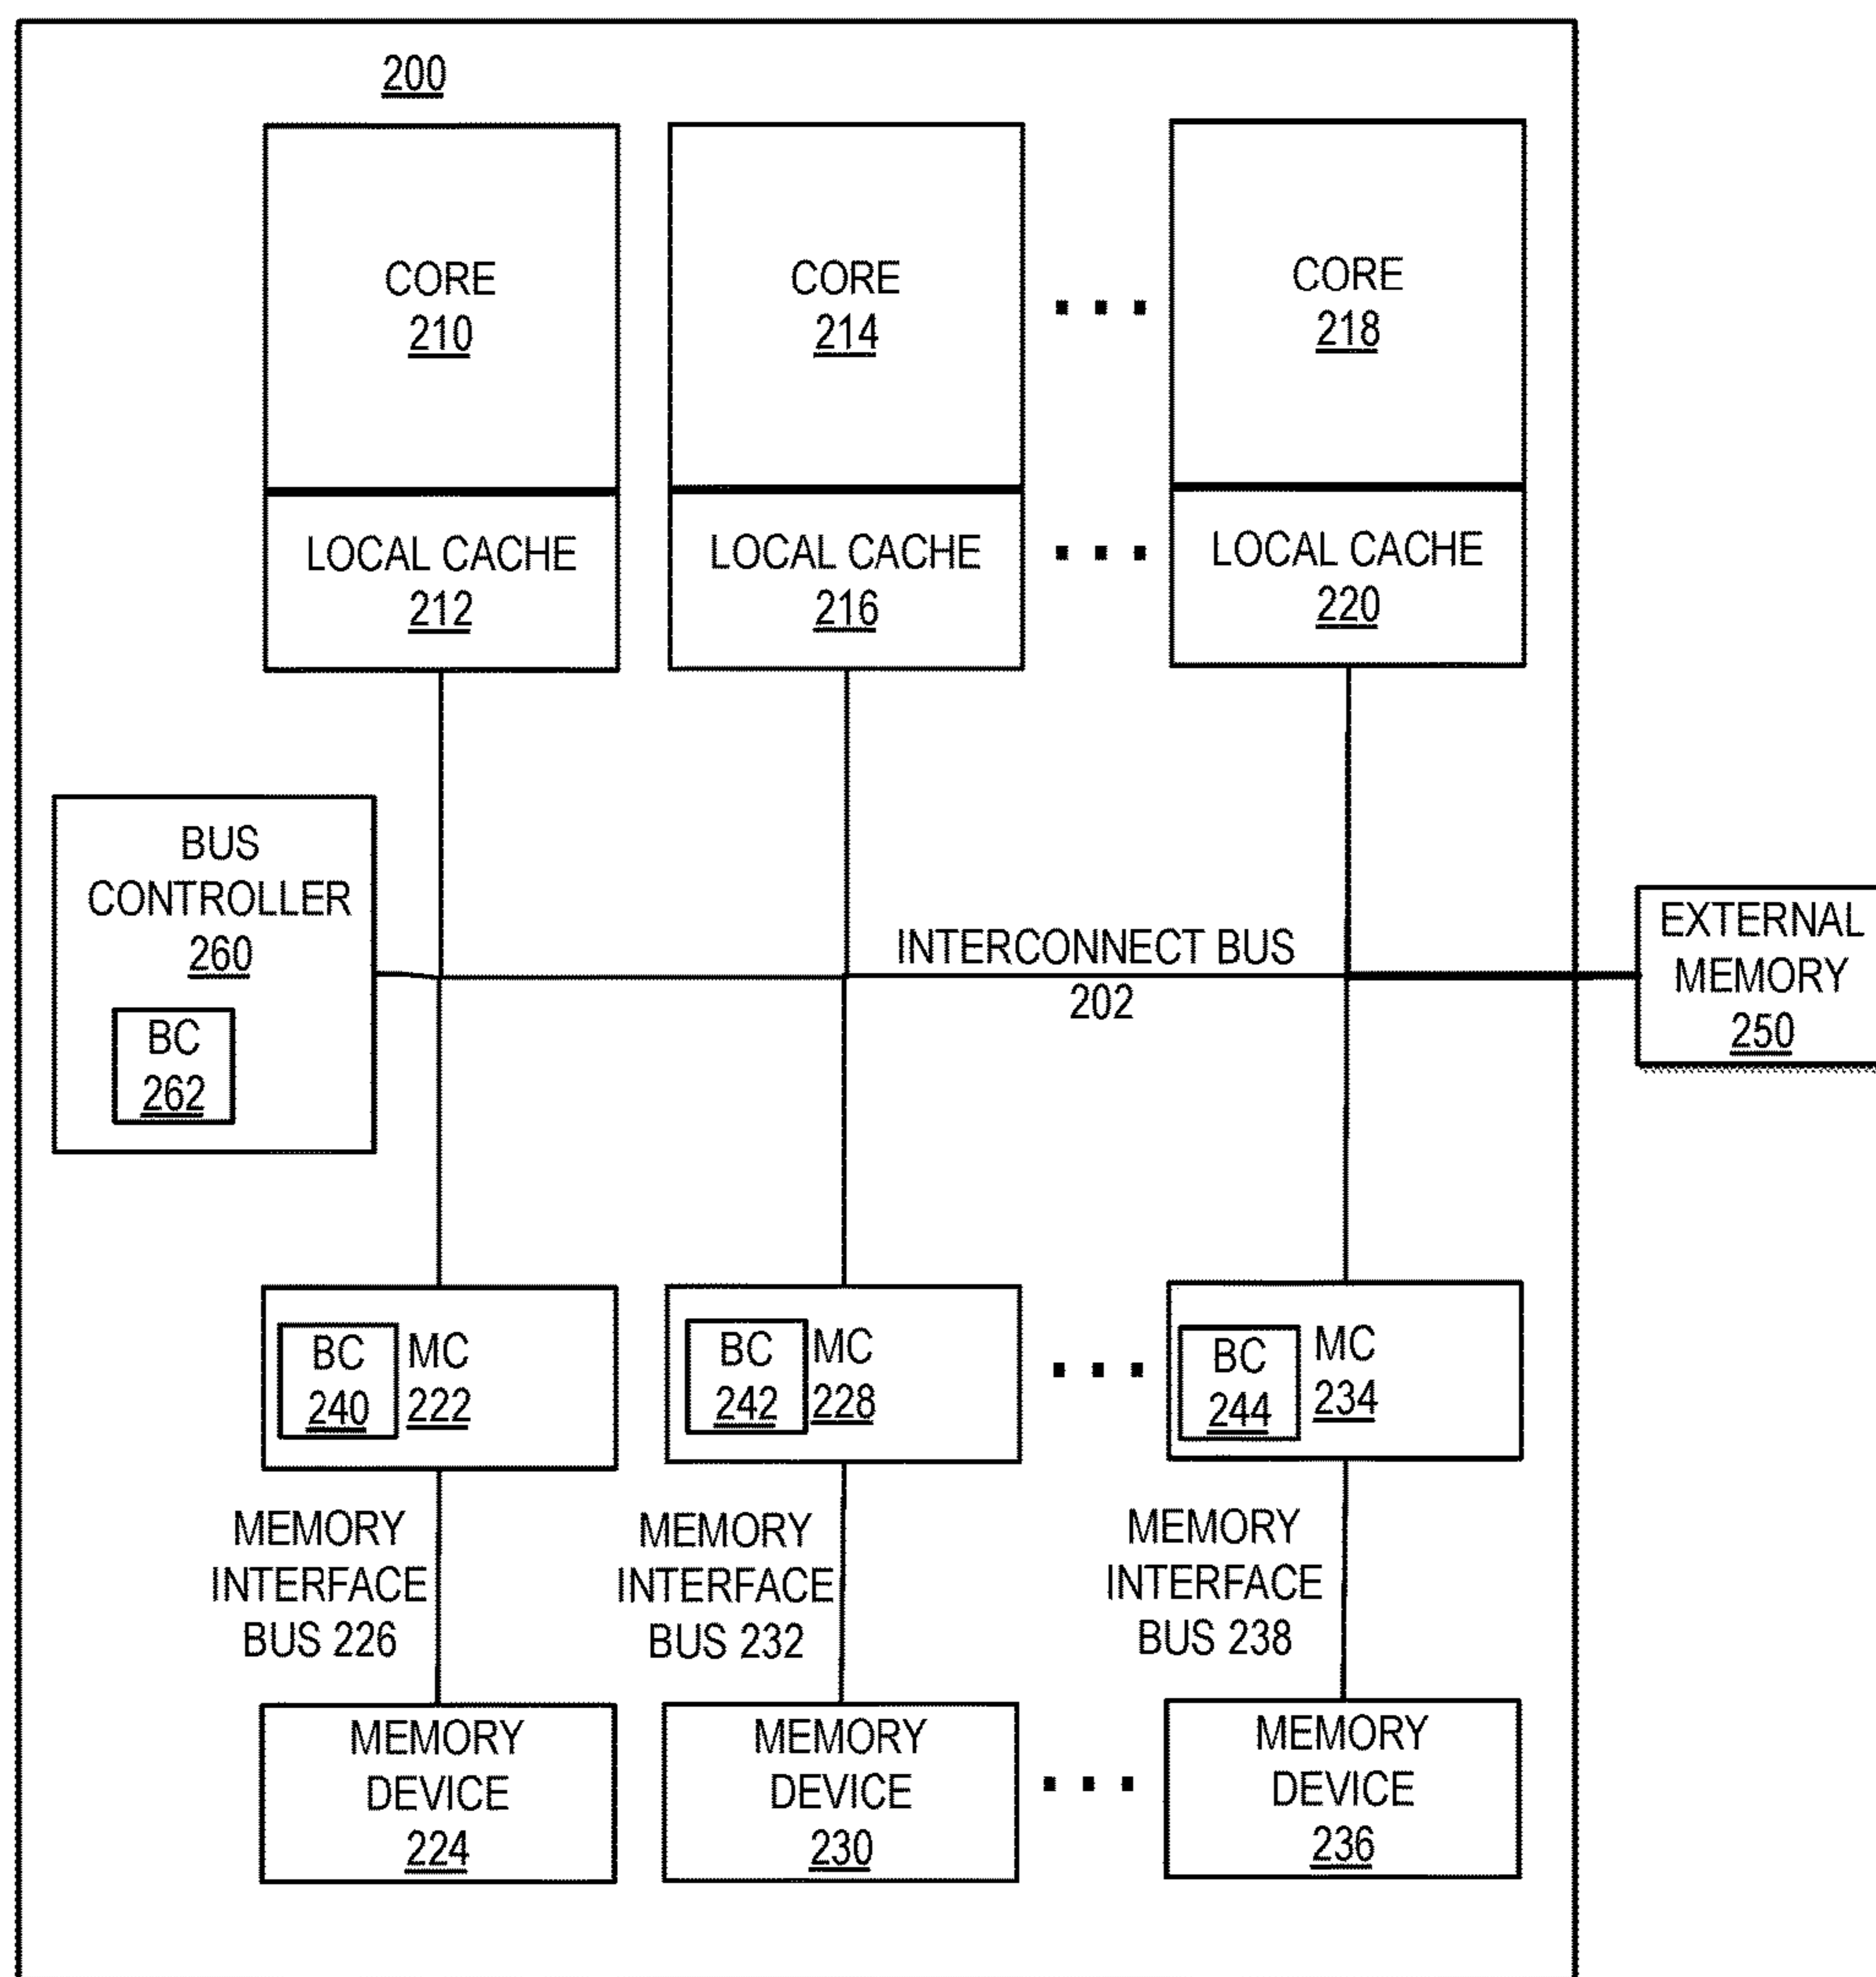 200
CORE
210
CORE
214
CORE
218
LOCAL CACHE
212
LOCAL CACHE
216
LOCAL CACHE
220
BUS
CONTROLLER
260
BC
262
INTERCONNECT BUS
202
EXTERNAL
MEMORY
250
BC
240
MC
222
BC
242
MC
228
BC
244
MC
234
MEMORY
INTERFACE
BUS 226
MEMORY
INTERFACE
BUS 232
MEMORY
INTERFACE
BUS 238
MEMORY
DEVICE
224
MEMORY
DEVICE
230
MEMORY
DEVICE
236